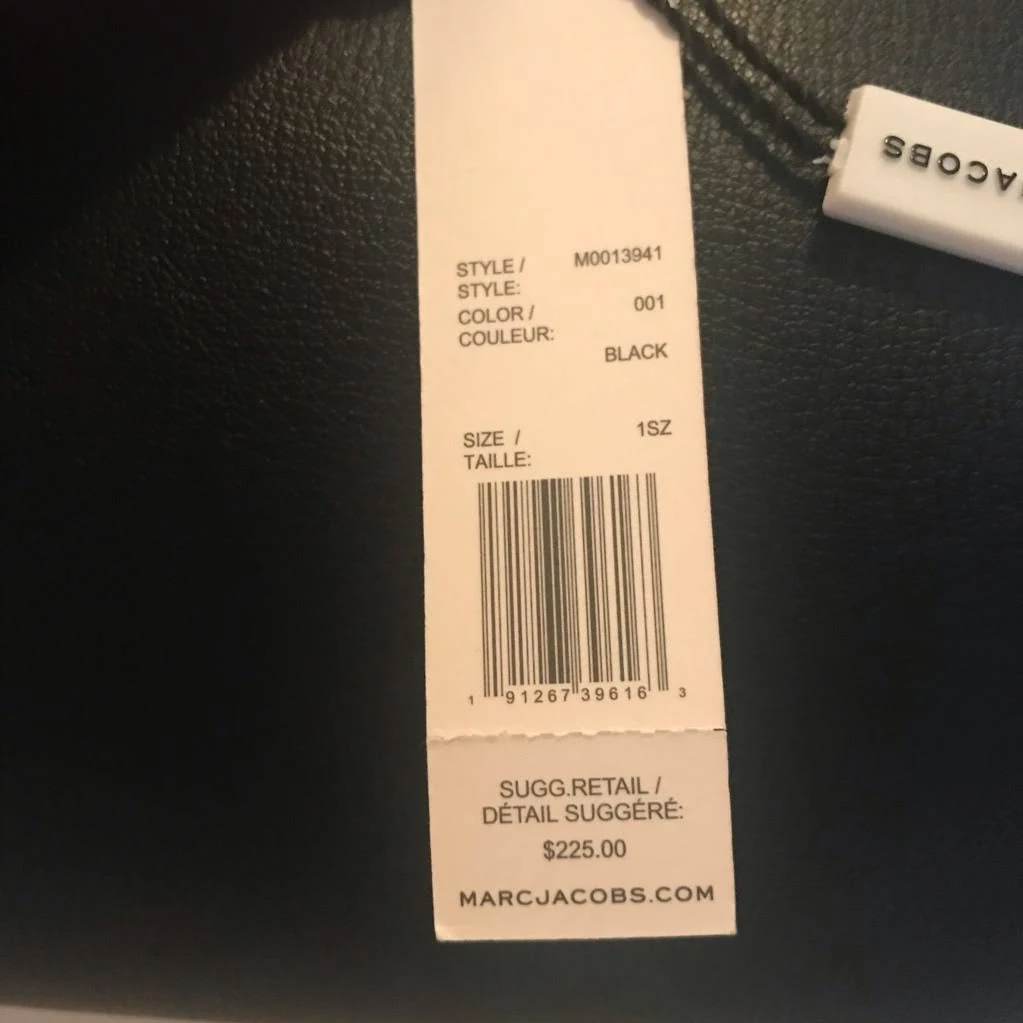 STYLE / M0013941
STYLE:
COLOR / 001
COULEUR:
BLACK
SIZE / 1SZ
TAILLE:
1 91267 39616 3
SUGG.RETAIL /
DÉTAIL SUGGÉRÉ:
$225.00
MARCJACOBS.COM
JACOBS